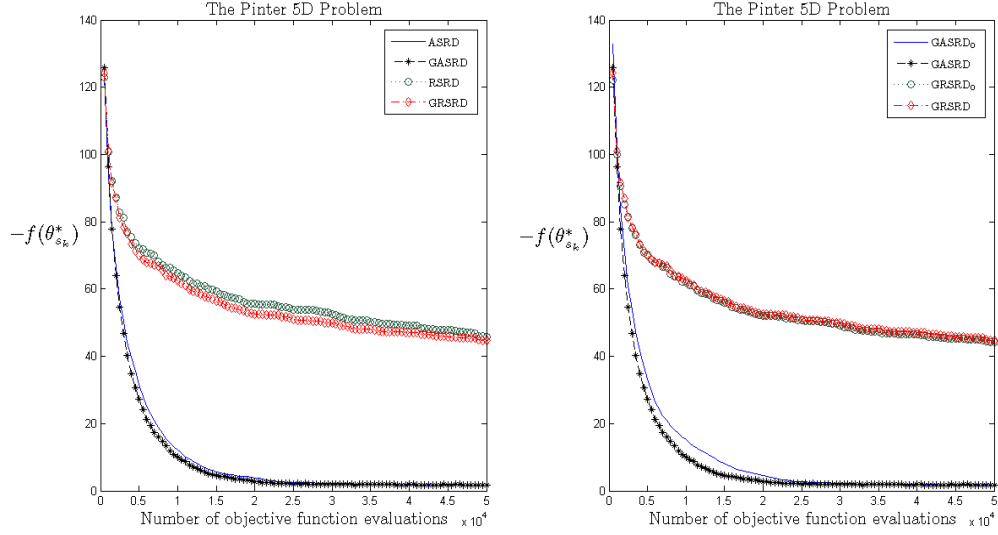 The Pinter 5D Problem
140
120
100
80
60
40
20
0
−f(θ*sₖ)
ASRD
GASRD
RSRD
GRSRD
0 0.5 1 1.5 2 2.5 3 3.5 4 4.5 5
Number of objective function evaluations × 10⁴
The Pinter 5D Problem
140
120
100
80
60
40
20
0
−f(θ*sₖ)
GASRD₀
GASRD
GRSRD₀
GRSRD
0 0.5 1 1.5 2 2.5 3 3.5 4 4.5 5
Number of objective function evaluations × 10⁴